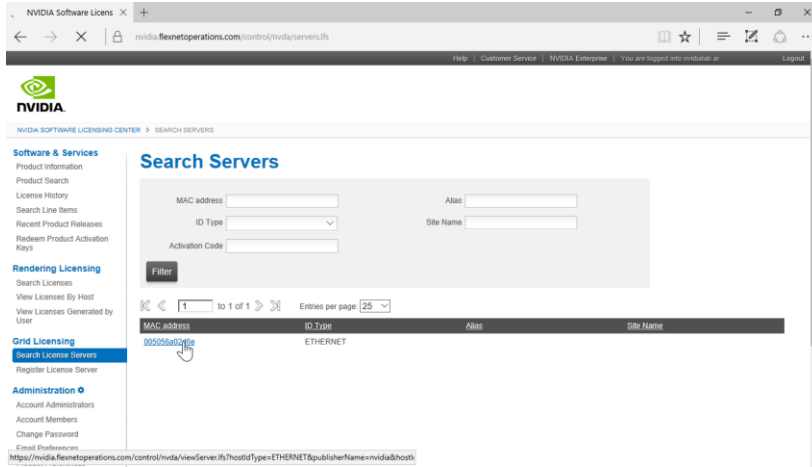 NVIDIA Software Licens
nvidia.flexnetoperations.com/control/nvda/servers.lfs
Help | Customer Service | NVIDIA Enterprise | You are logged into nvidialab as Logout
NVIDIA
NVIDIA SOFTWARE LICENSING CENTER > SEARCH SERVERS
Software & Services
Product Information
Product Search
License History
Search Line Items
Recent Product Releases
Redeem Product Activation
Keys
Rendering Licensing
Search Licenses
View Licenses By Host
View Licenses Generated by
User
Grid Licensing
Search License Servers
Register License Server
Administration
Account Administrators
Account Members
Change Password
Email Preferences
Search Servers
MAC address
Alias
ID Type
Site Name
Activation Code
Filter
1 to 1 of 1 Entries per page: 25
MAC address ID Type Alias Site Name
ETHERNET
https://nvidia.flexnetoperations.com/control/nvda/viewServer.lfs?hostIdType=ETHERNET&publisherName=nvidia&hostI